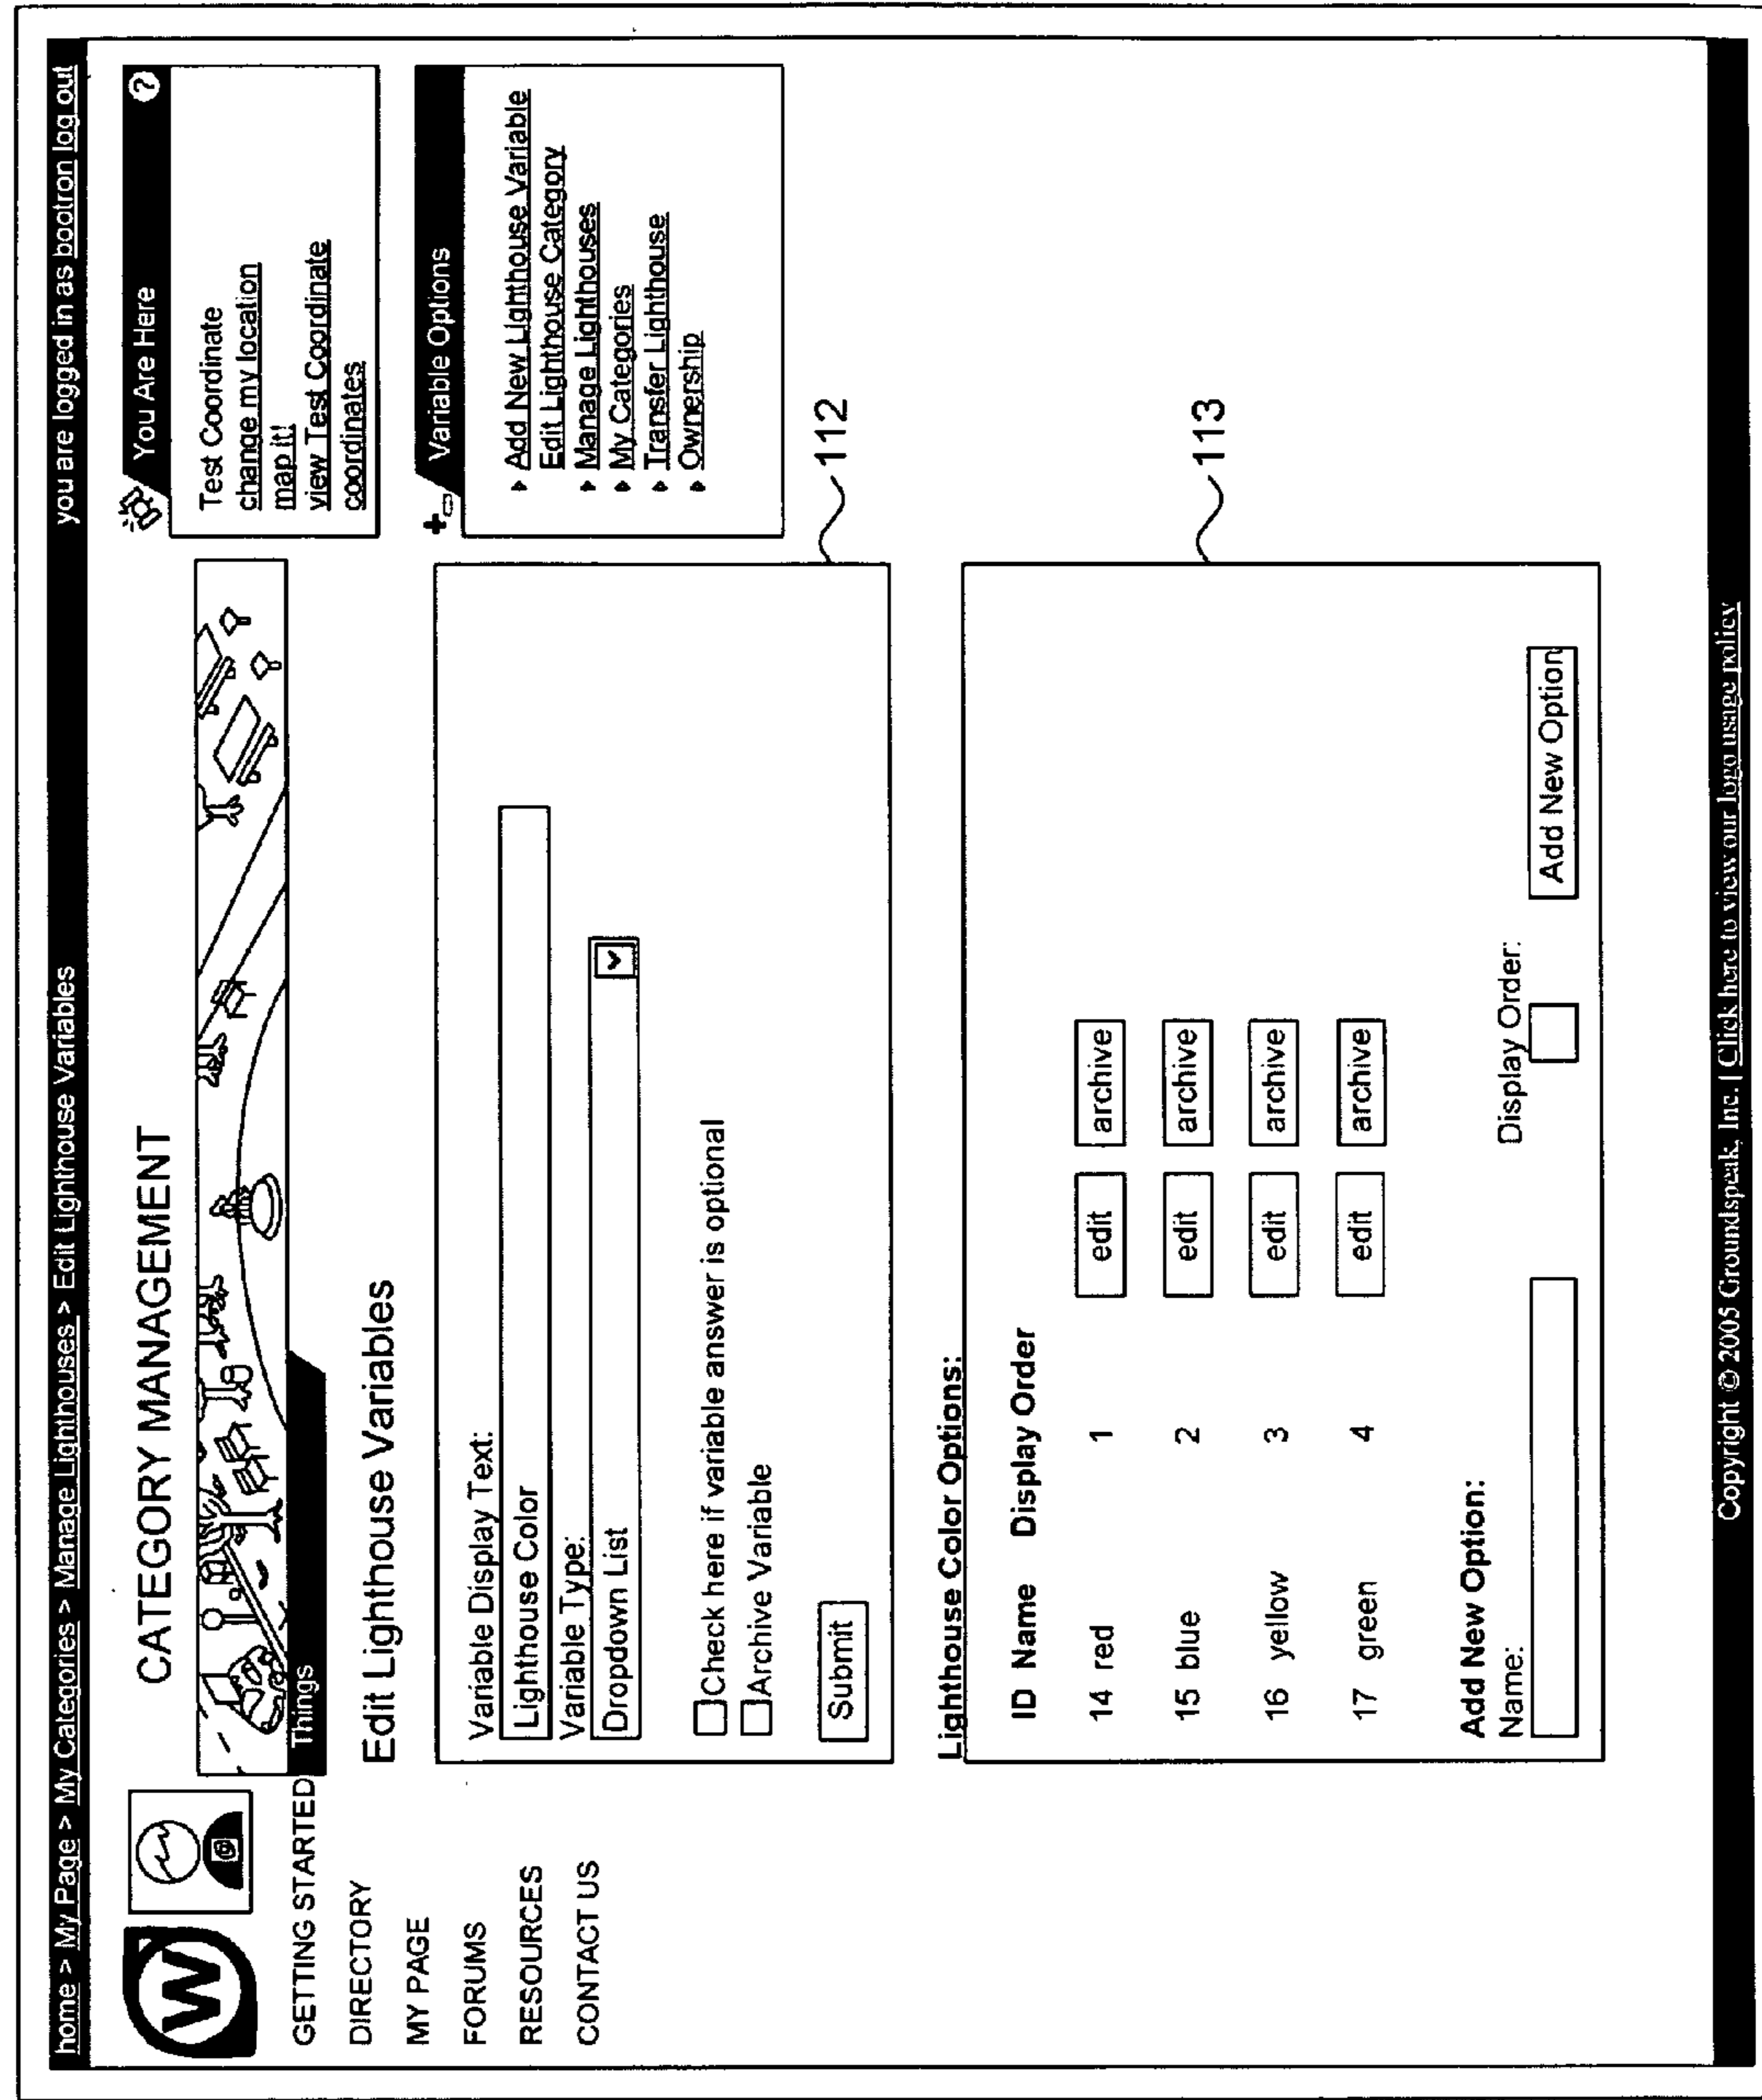 home > My Page > My Categories > Manage Lighthouses > Edit Lighthouse Variables you are logged in as bootron log out
W
@
CATEGORY MANAGEMENT
Things
GETTING STARTED
DIRECTORY
MY PAGE
FORUMS
RESOURCES
CONTACT US
You Are Here ?
Test Coordinate
change my location
map it!
view Test Coordinate
coordinates
Variable Options
Add New Lighthouse Variable
Edit Lighthouse Category
Manage Lighthouses
My Categories
Transfer Lighthouse
Ownership
Edit Lighthouse Variables
Variable Display Text:
Lighthouse Color
Variable Type:
Dropdown List
Check here if variable answer is optional
Archive Variable
Submit
112
Lighthouse Color Options:
113
ID Name Display Order
14 red 1 edit archive
15 blue 2 edit archive
16 yellow 3 edit archive
17 green 4 edit archive
Add New Option:
Name: Display Order:
Add New Option
Copyright © 2005 Groundspeak, Inc. | Click here to view our logo usage policy